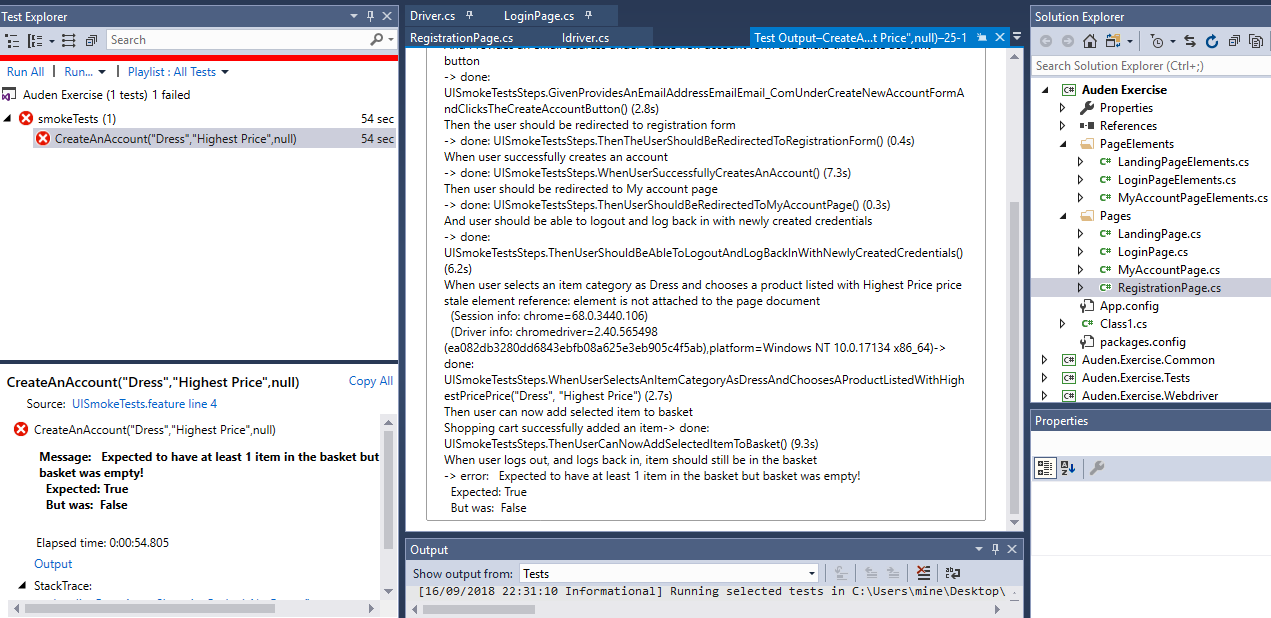 Test Explorer
Search
Run All | Run... | Playlist : All Tests
Auden Exercise (1 tests) 1 failed
smokeTests (1) 54 sec
CreateAnAccount("Dress","Highest Price",null) 54 sec
CreateAnAccount("Dress","Highest Price",null) Copy All
Source: UISmokeTests.feature line 4
CreateAnAccount("Dress","Highest Price",null)
Message: Expected to have at least 1 item in the basket but
basket was empty!
Expected: True
But was: False
Elapsed time: 0:00:54.805
Output
StackTrace:
Driver.cs LoginPage.cs
RegistrationPage.cs Idriver.cs Test Output–CreateA...t Price",null)–25-1
button
-> done:
UISmokeTestsSteps.GivenProvidesAnEmailAddressEmailEmail_ComUnderCreateNewAccountFormA
ndClicksTheCreateAccountButton() (2.8s)
Then the user should be redirected to registration form
-> done: UISmokeTestsSteps.ThenTheUserShouldBeRedirectedToRegistrationForm() (0.4s)
When user successfully creates an account
-> done: UISmokeTestsSteps.WhenUserSuccessfullyCreatesAnAccount() (7.3s)
Then user should be redirected to My account page
-> done: UISmokeTestsSteps.ThenUserShouldBeRedirectedToMyAccountPage() (0.3s)
And user should be able to logout and log back in with newly created credentials
-> done:
UISmokeTestsSteps.ThenUserShouldBeAbleToLogoutAndLogBackInWithNewlyCreatedCredentials()
(6.2s)
When user selects an item category as Dress and chooses a product listed with Highest Price price
stale element reference: element is not attached to the page document
(Session info: chrome=68.0.3440.106)
(Driver info: chromedriver=2.40.565498
(ea082db3280dd6843ebfb08a625e3eb905c4f5ab),platform=Windows NT 10.0.17134 x86_64)->
done:
UISmokeTestsSteps.WhenUserSelectsAnItemCategoryAsDressAndChoosesAProductListedWithHigh
estPricePrice("Dress", "Highest Price") (2.7s)
Then user can now add selected item to basket
Shopping cart successfully added an item-> done:
UISmokeTestsSteps.ThenUserCanNowAddSelectedItemToBasket() (9.3s)
When user logs out, and logs back in, item should still be in the basket
-> error: Expected to have at least 1 item in the basket but basket was empty!
Expected: True
But was: False
Output
Show output from: Tests
[16/09/2018 22:31:10 Informational] Running selected tests in C:\Users\mine\Desktop\
Solution Explorer
Search Solution Explorer (Ctrl+;)
Auden Exercise
Properties
References
PageElements
LandingPageElements.cs
LoginPageElements.cs
MyAccountPageElements.cs
Pages
LandingPage.cs
LoginPage.cs
MyAccountPage.cs
RegistrationPage.cs
App.config
Class1.cs
packages.config
Auden.Exercise.Common
Auden.Exercise.Tests
Auden.Exercise.Webdriver
Properties